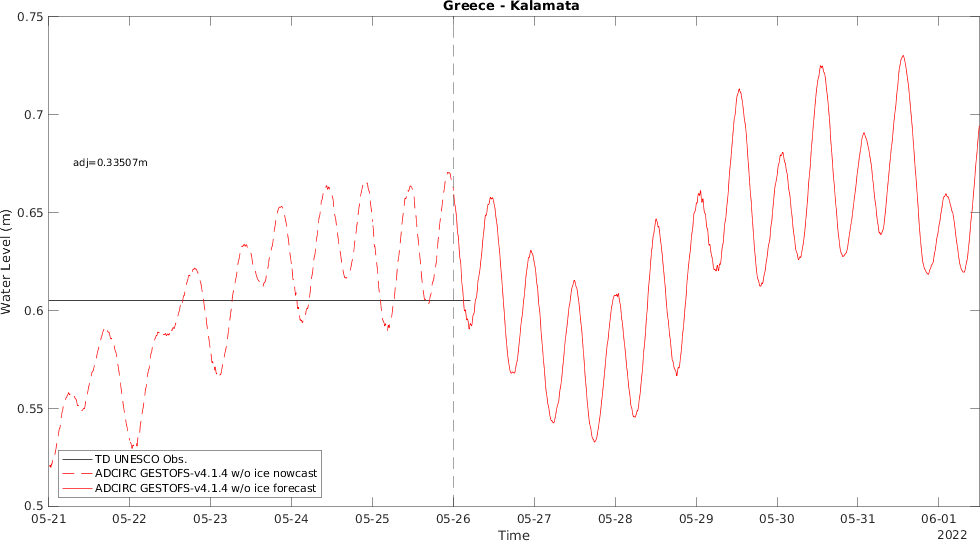 Greece - Kalamata
0.75
0.7
0.65
0.6
0.55
0.5
Water Level (m)
adj=0.33507m
TD UNESCO Obs.
ADCIRC GESTOFS-v4.1.4 w/o ice nowcast
ADCIRC GESTOFS-v4.1.4 w/o ice forecast
05-21 05-22 05-23 05-24 05-25 05-26 05-27 05-28 05-29 05-30 05-31 06-01
Time
2022